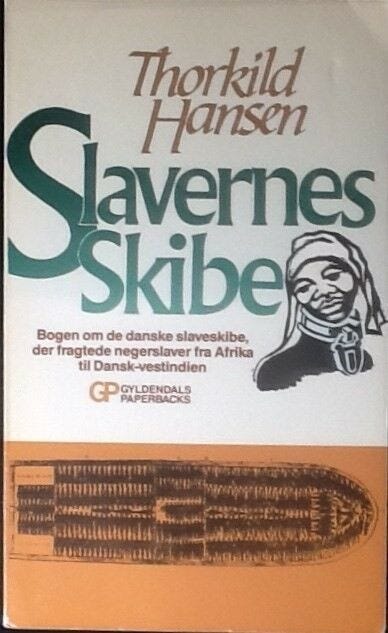 Thorkild
Hansen
Slavernes
Skibe
Bogen om de danske slaveskibe,
der fragtede negerslaver fra Afrika
til Dansk-vestindien
GP GYLDENDALS
PAPERBACKS